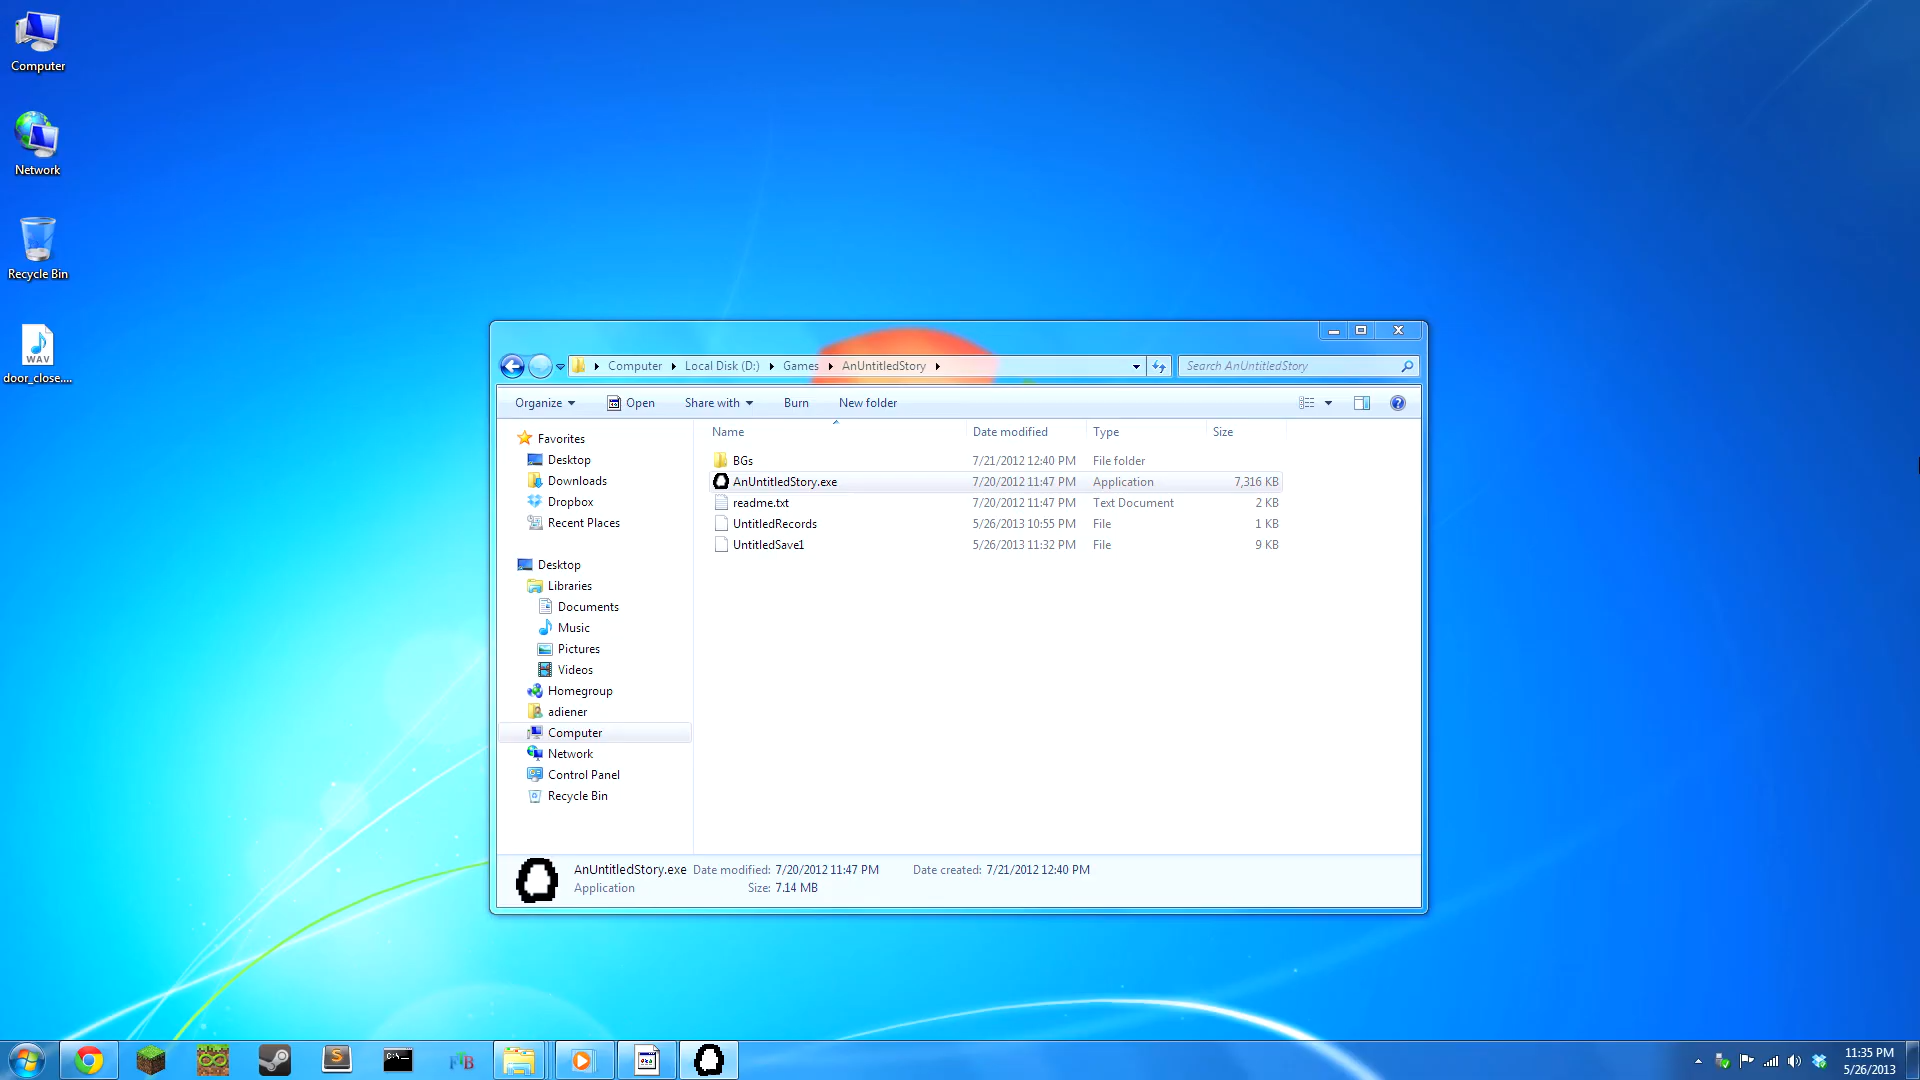 Computer
Network
Recycle Bin
WAV
door_close....
Computer Local Disk (D:) Games AnUntitledStory
Search AnUntitledStory
Organize Open Share with Burn New folder
Name Date modified Type Size
BGs 7/21/2012 12:40 PM File folder
AnUntitledStory.exe 7/20/2012 11:47 PM Application 7,316 KB
readme.txt 7/20/2012 11:47 PM Text Document 2 KB
UntitledRecords 5/26/2013 10:55 PM File 1 KB
UntitledSave1 5/26/2013 11:32 PM File 9 KB
Favorites
Desktop
Downloads
Dropbox
Recent Places
Desktop
Libraries
Documents
Music
Pictures
Videos
Homegroup
adiener
Computer
Network
Control Panel
Recycle Bin
AnUntitledStory.exe Date modified: 7/20/2012 11:47 PM Date created: 7/21/2012 12:40 PM
Application Size: 7.14 MB
C:\_
FTB
11:35 PM
5/26/2013